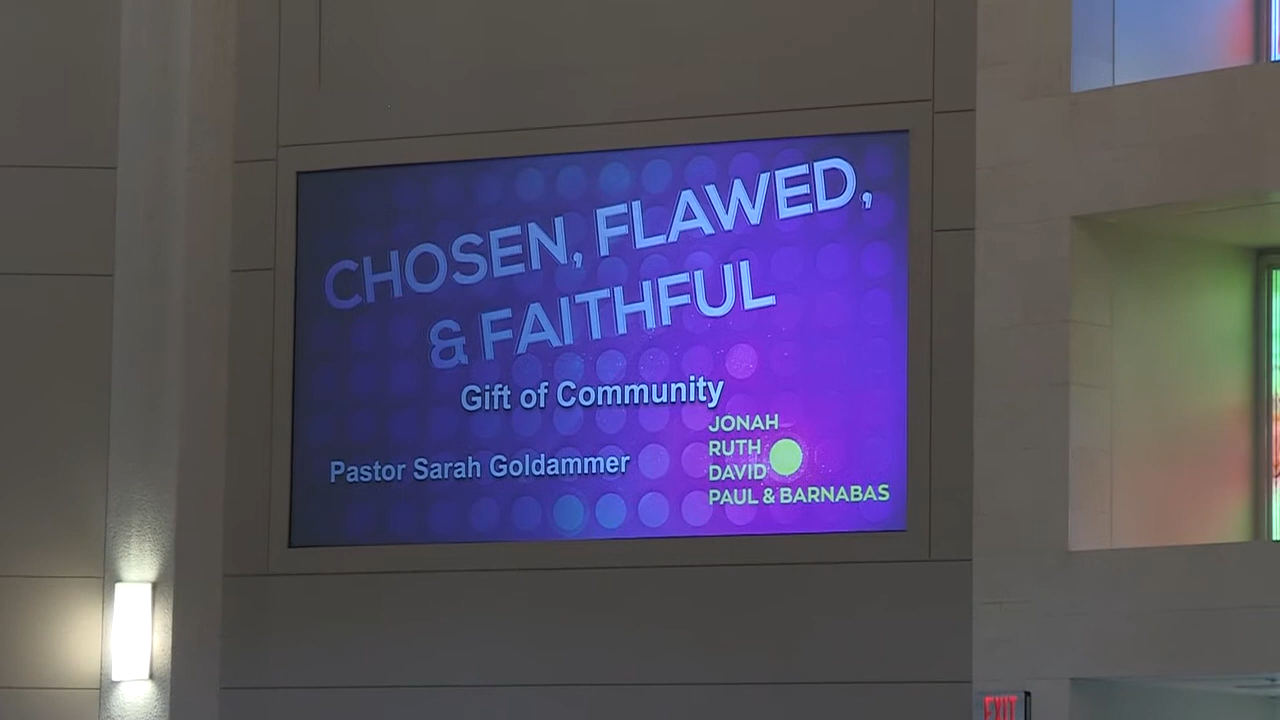 CHOSEN, FLAWED,
& FAITHFUL
Gift of Community
Pastor Sarah Goldammer
JONAH
RUTH
DAVID
PAUL & BARNABAS
EXIT